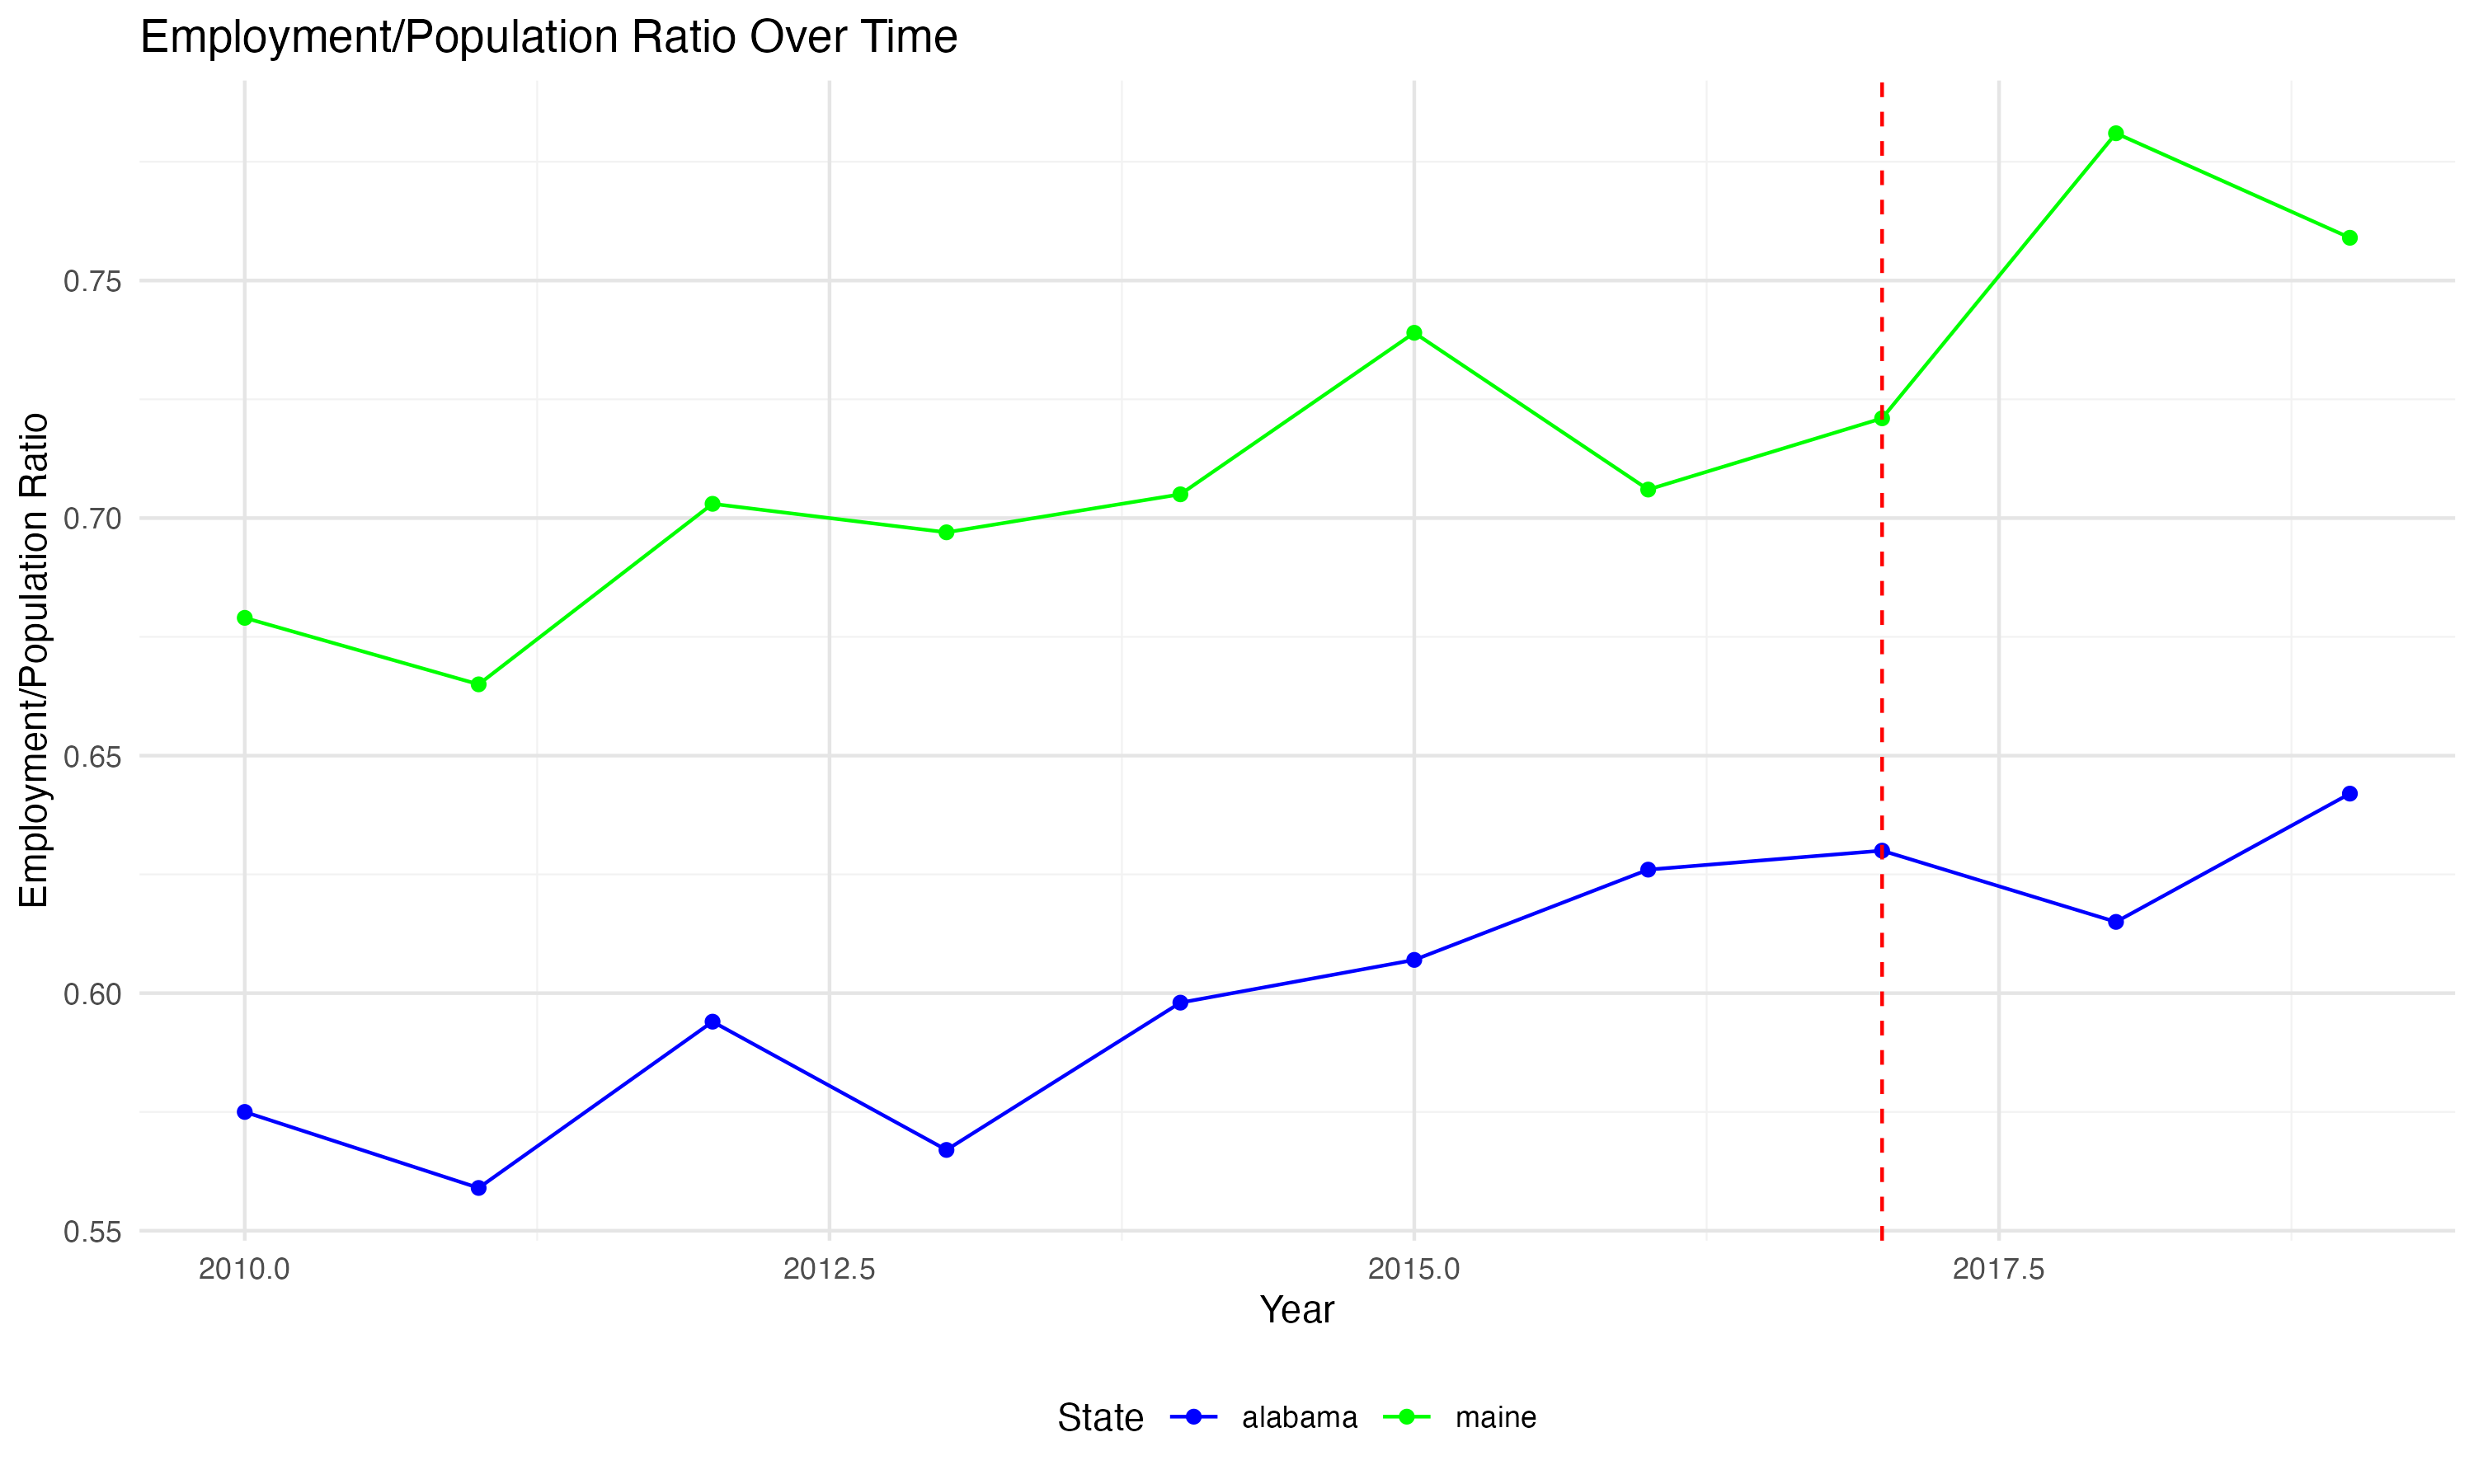 Employment/Population Ratio Over Time
Employment/Population Ratio
0.75
0.70
0.65
0.60
0.55
2010.0 2012.5 2015.0 2017.5
Year
State alabama maine